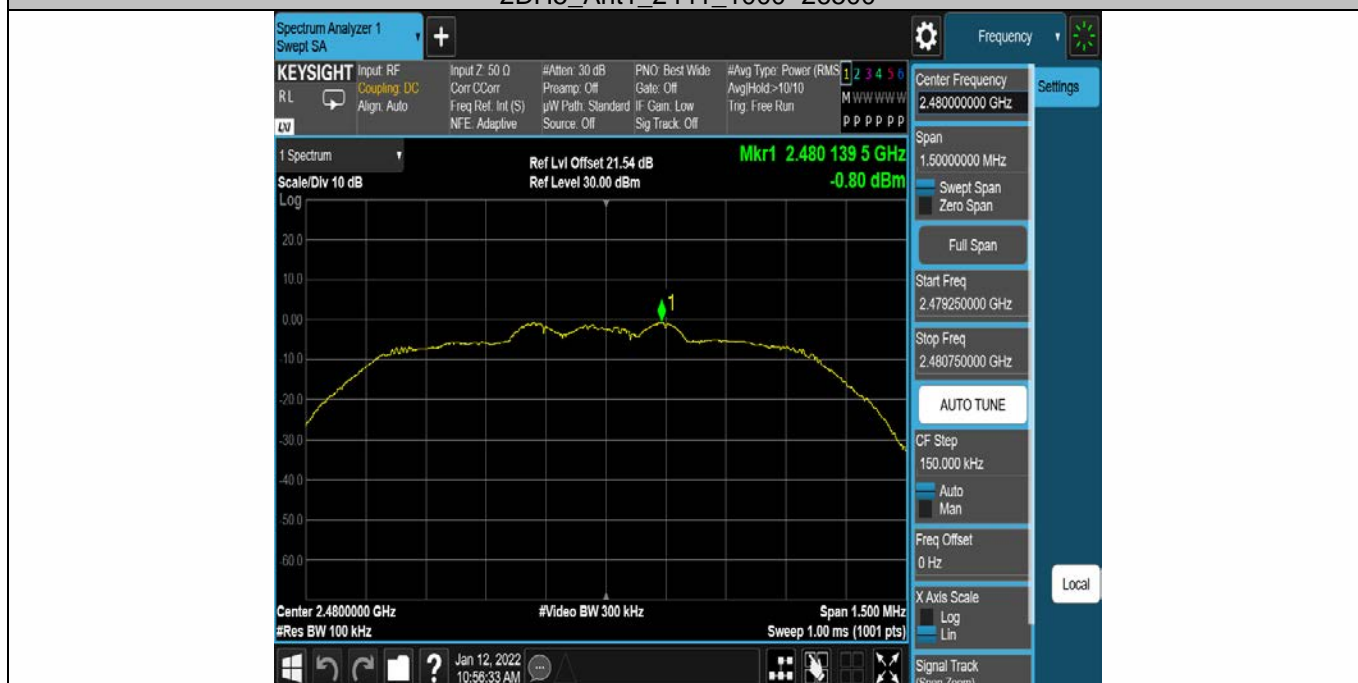 2DH5_Ant1_2441_1000~26500
Spectrum Analyzer 1
Swept SA
+
Frequency
KEYSIGHT
RL
LXI
Input: RF
Coupling: DC
Align: Auto
Input Z: 50 Ω
Corr CCorr
Freq Ref: Int (S)
NFE: Adaptive
#Atten: 30 dB
Preamp: Off
µW Path: Standard
Source: Off
PNO: Best Wide
Gate: Off
IF Gain: Low
Sig Track: Off
#Avg Type: Power (RMS
Avg|Hold:>10/10
Trig: Free Run
1 2 3 4 5 6
M W W W W W
P P P P P P
1 Spectrum
Scale/Div 10 dB
Ref Lvl Offset 21.54 dB
Ref Level 30.00 dBm
Mkr1 2.480 139 5 GHz
-0.80 dBm
Log
20.0
10.0
0.00
-10.0
-20.0
-30.0
-40.0
-50.0
-60.0
1
Center 2.4800000 GHz
#Video BW 300 kHz
Span 1.500 MHz
#Res BW 100 kHz
Sweep 1.00 ms (1001 pts)
?
Jan 12, 2022
10:56:33 AM
Center Frequency
2.480000000 GHz
Settings
Span
1.50000000 MHz
Swept Span
Zero Span
Full Span
Start Freq
2.479250000 GHz
Stop Freq
2.480750000 GHz
AUTO TUNE
CF Step
150.000 kHz
Auto
Man
Freq Offset
0 Hz
X Axis Scale
Log
Lin
Local
Signal Track
(Span Zoom)